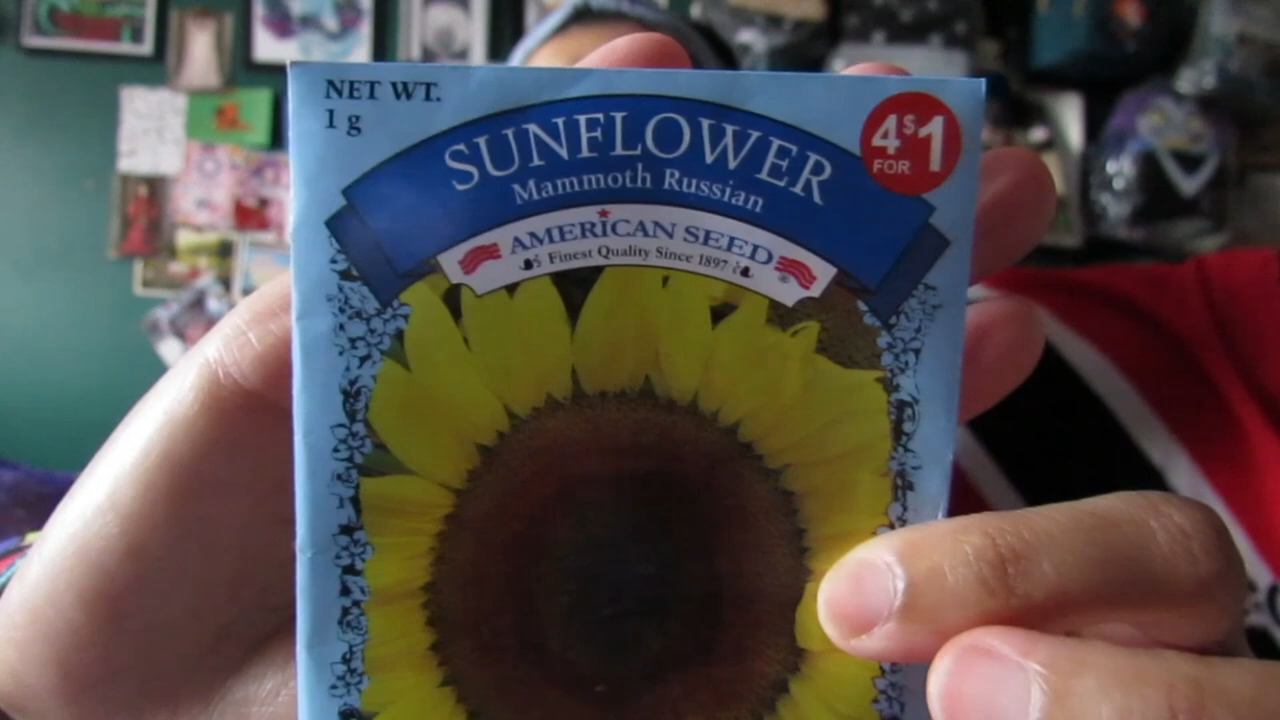 NET WT.
1 g
SUNFLOWER
Mammoth Russian
4 FOR $1
AMERICAN SEED
Finest Quality Since 1897
®